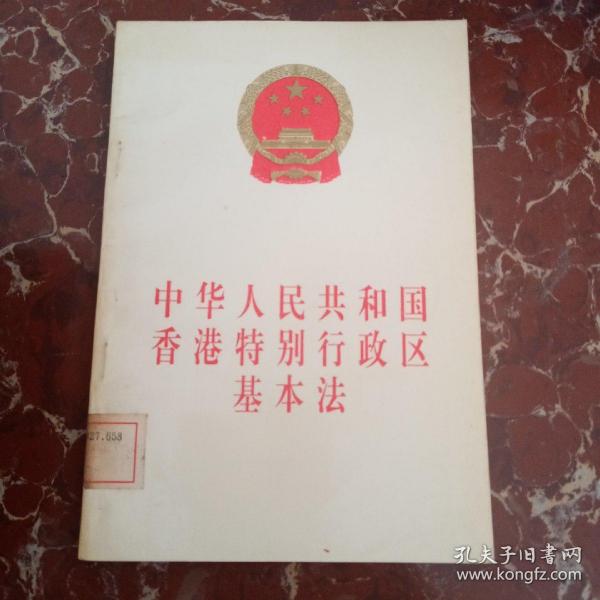 中华人民共和国
香港特别行政区
基本法
27.658
孔夫子旧书网
www.kongfz.com